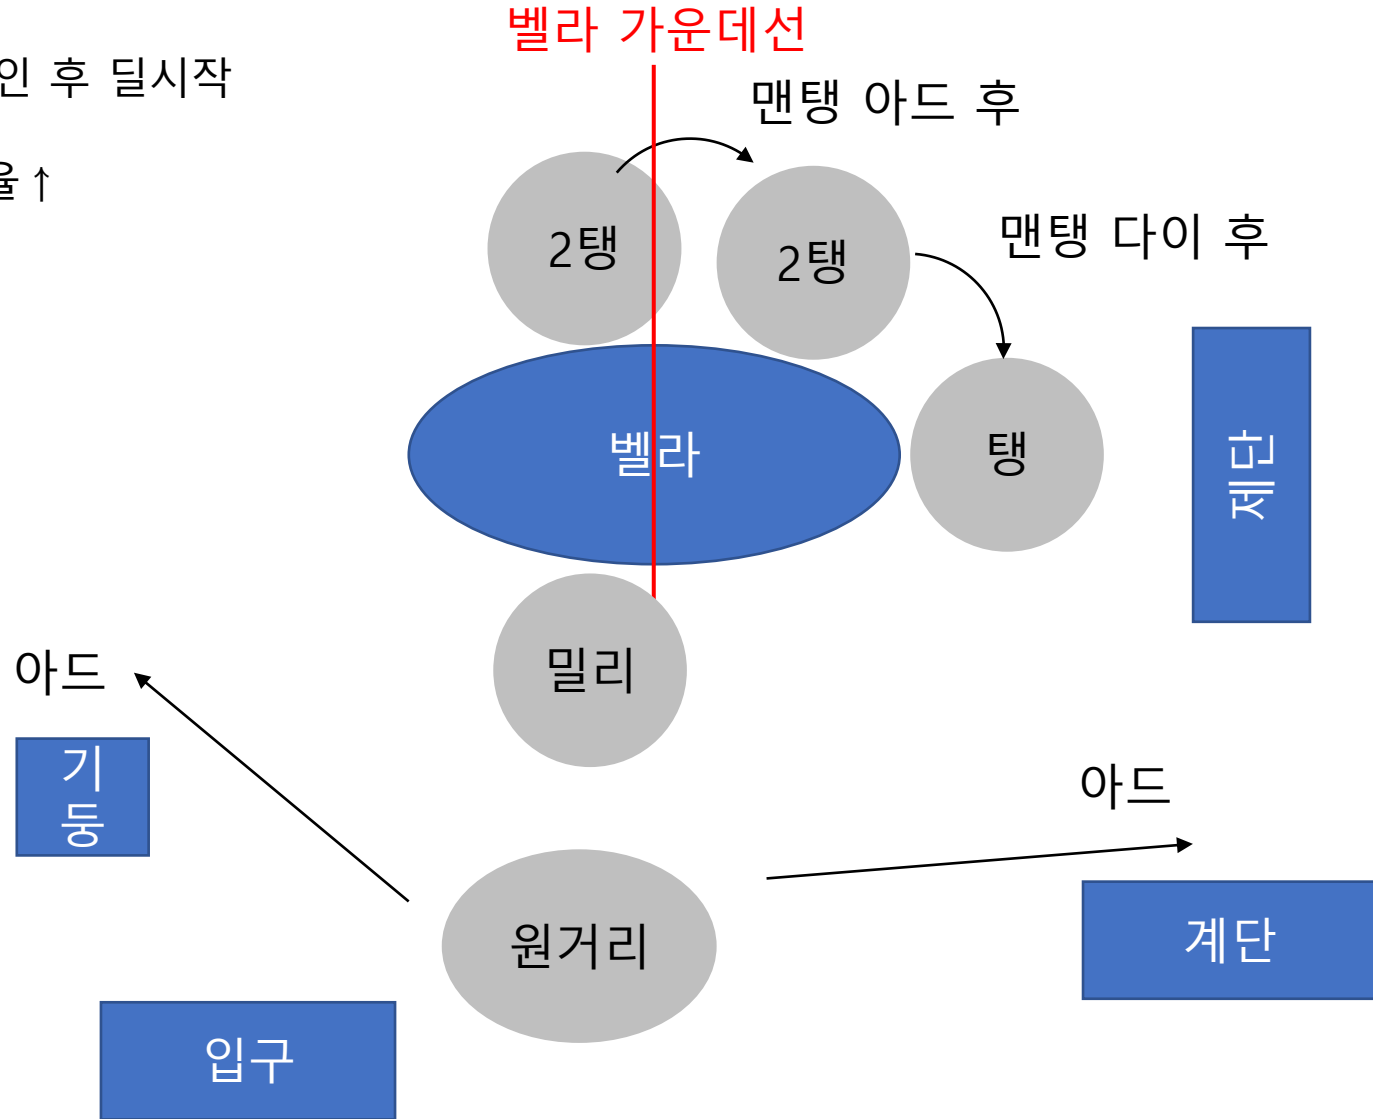 벨라 가운데선
인 후 딜시작
맨탱 아드 후
율↑
맨탱 다이 후
2탱
2탱
벨라
탱
제단
밀리
아드
기
둥
아드
계단
원거리
입구